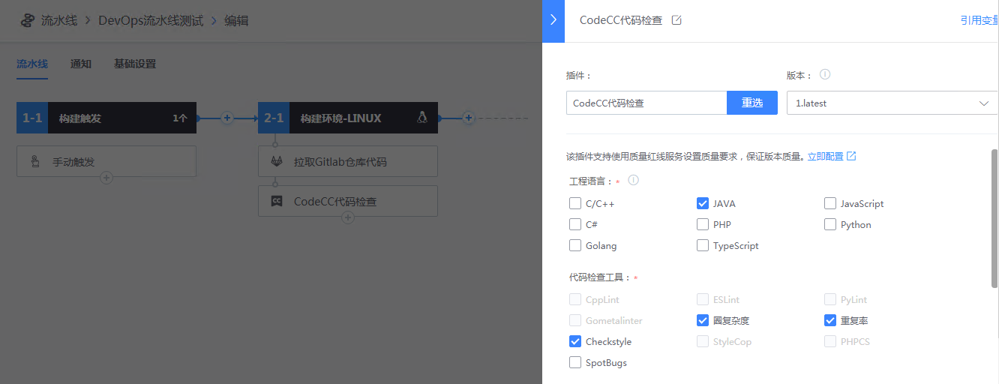 流水线 > DevOps流水线测试 > 编辑
流水线 通知 基础设置
1-1 构建触发 1个
手动触发
2-1 构建环境-LINUX
拉取Gitlab仓库代码
CodeCC代码检查
CodeCC代码检查 引用变量
插件： 版本：
CodeCC代码检查 重选 1.latest
该插件支持使用质量红线服务设置质量要求，保证版本质量。立即配置
工程语言：*
C/C++ JAVA JavaScript
C# PHP Python
Golang TypeScript
代码检查工具：*
CppLint ESLint PyLint
Gometalinter 圈复杂度 重复率
Checkstyle StyleCop PHPCS
SpotBugs